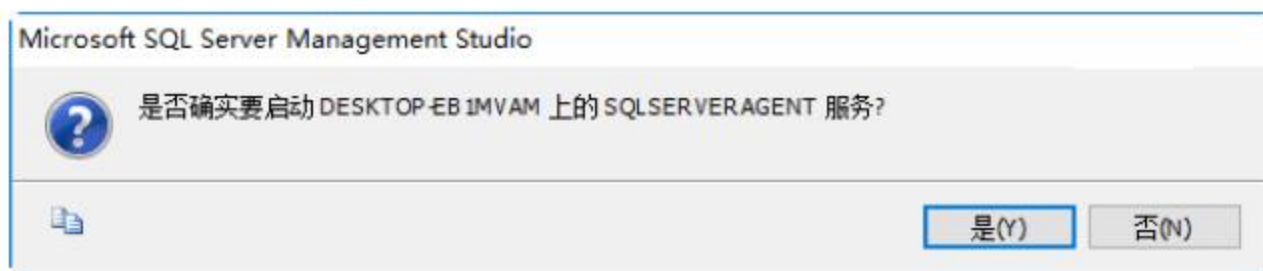 Microsoft SQL Server Management Studio
是否确实要启动 DESKTOP-EB1MVAM 上的 SQLSERVERAGENT 服务?
是(Y) 否(N)